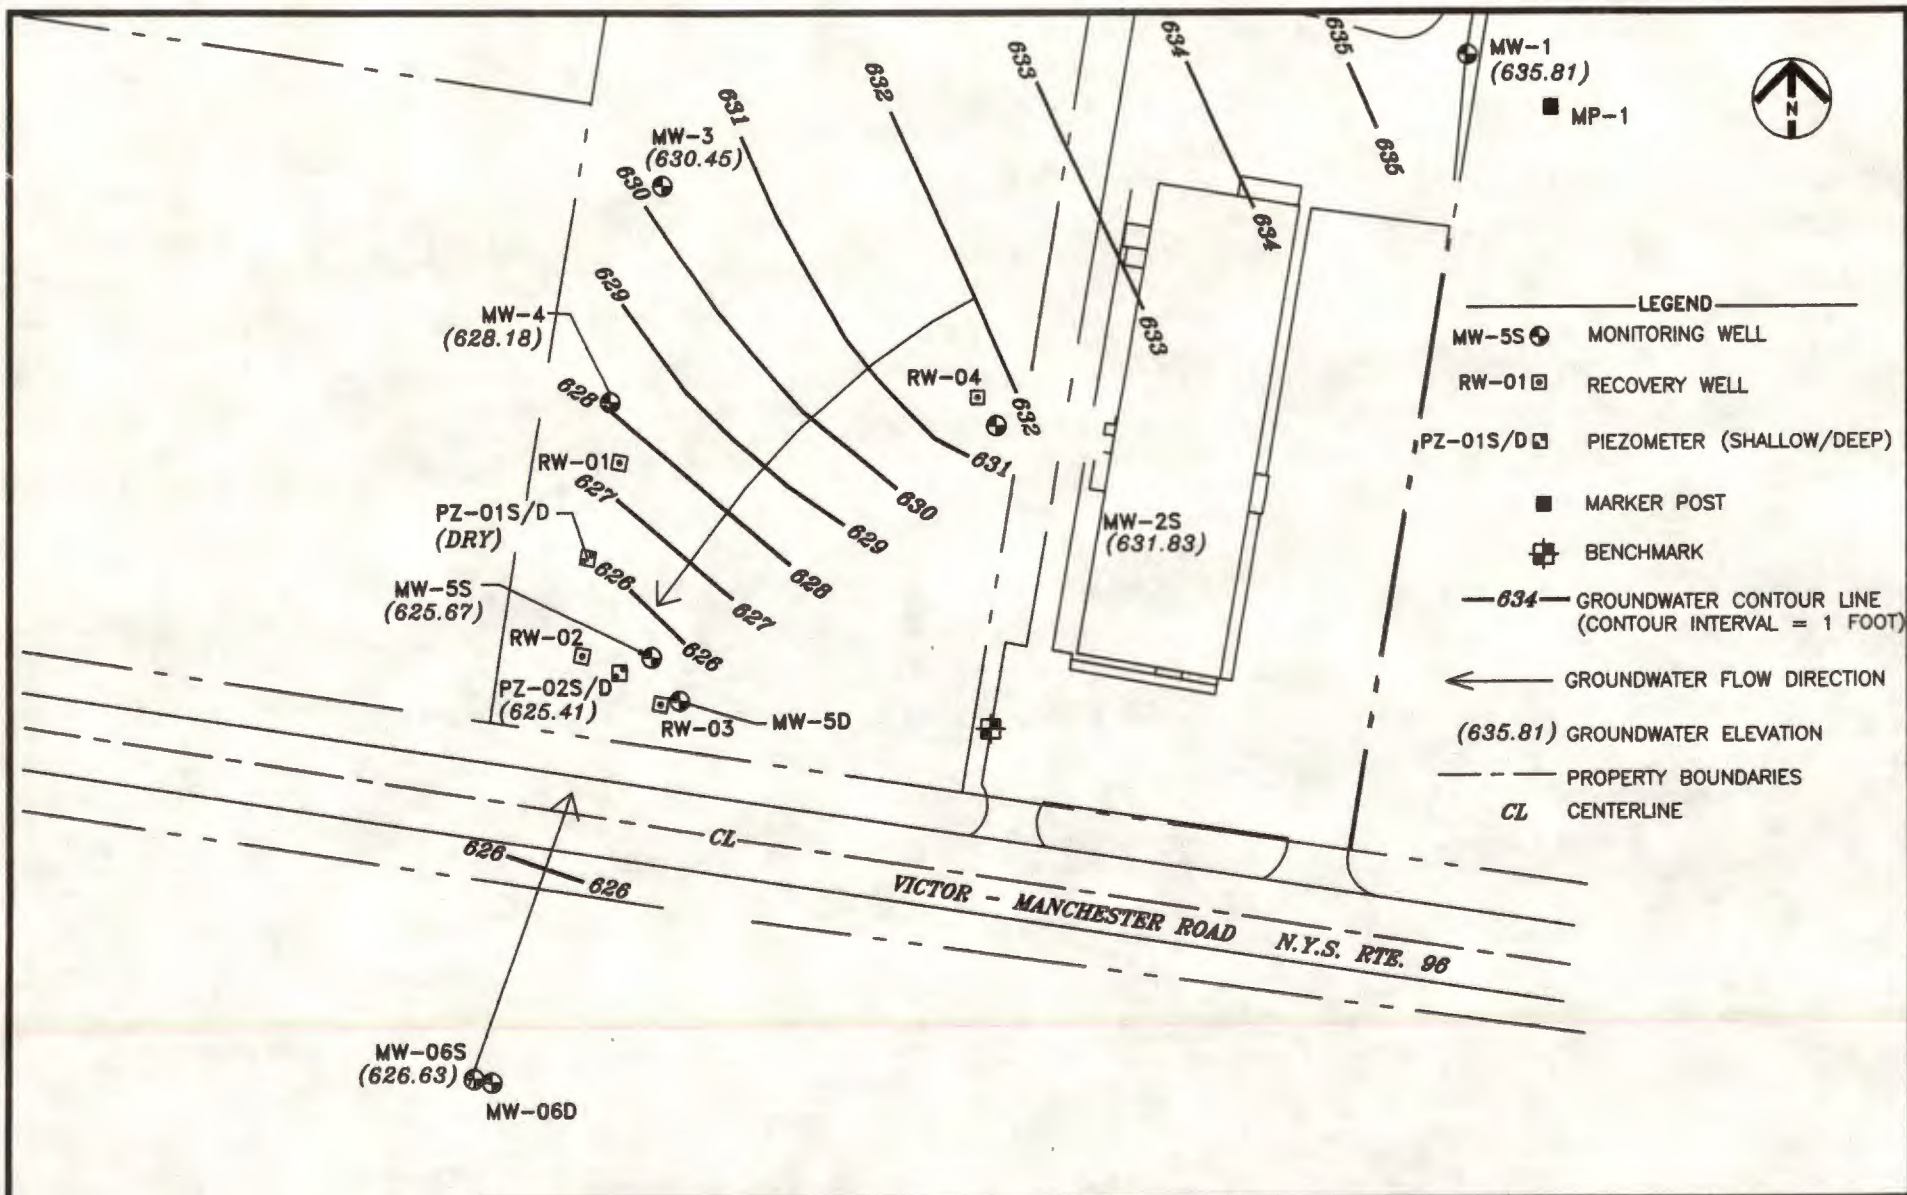 635
634
633
632
631
MW-1
(635.81)
MP-1
N
635
MW-3
(630.45)
630
634
629
MW-4
(628.18)
633
628
RW-04
632
631
RW-01
627
630
PZ-01S/D
(DRY)
629
MW-2S
(631.83)
628
626
627
MW-5S
(625.67)
626
RW-02
PZ-02S/D
(625.41)
RW-03
MW-5D
LEGEND
MW-5S MONITORING WELL
RW-01 RECOVERY WELL
PZ-01S/D PIEZOMETER (SHALLOW/DEEP)
MARKER POST
BENCHMARK
634 GROUNDWATER CONTOUR LINE
(CONTOUR INTERVAL = 1 FOOT)
GROUNDWATER FLOW DIRECTION
(635.81) GROUNDWATER ELEVATION
PROPERTY BOUNDARIES
CL CENTERLINE
CL
626
626
VICTOR - MANCHESTER ROAD N.Y.S. RTE. 96
MW-06S
(626.63)
MW-06D